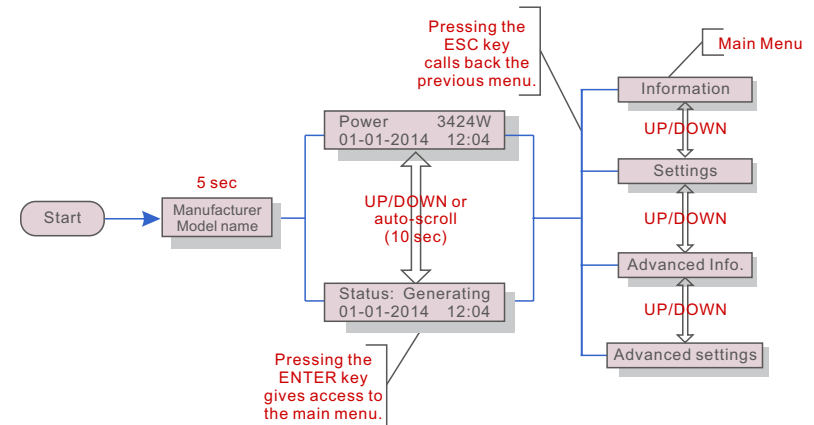 Start
5 sec
Manufacturer
Model name
Power 3424W
01-01-2014 12:04
UP/DOWN or
auto-scroll
(10 sec)
Status: Generating
01-01-2014 12:04
Pressing the
ENTER key
gives access to
the main menu.
Pressing the
ESC key
calls back the
previous menu.
Main Menu
Information
UP/DOWN
Settings
UP/DOWN
Advanced Info.
UP/DOWN
Advanced settings